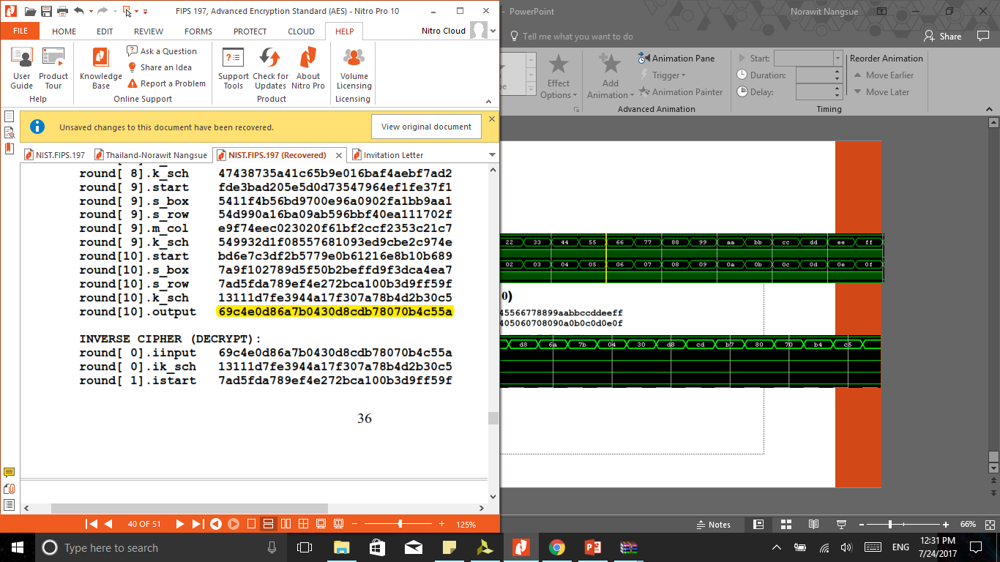 FIPS 197, Advanced Encryption Standard (AES) - Nitro Pro 10
- PowerPoint
Norawit Nangsue
FILE HOME EDIT REVIEW FORMS PROTECT CLOUD HELP Nitro Cloud
Tell me what you want to do
Share
User Guide
Product Tour
Help
Knowledge Base
Ask a Question
Share an Idea
Report a Problem
Online Support
Support Tools
Check for Updates
About Nitro Pro
Product
Volume Licensing
Licensing
Effect Options
Add Animation
Animation Pane
Trigger
Animation Painter
Advanced Animation
Start:
Duration:
Delay:
Reorder Animation
Move Earlier
Move Later
Timing
Unsaved changes to this document have been recovered.
View original document
NIST.FIPS.197 Thailand-Norawit Nangsue NIST.FIPS.197 (Recovered) Invitation Letter
round[ 8].k_sch 47438735a41c65b9e016baf4aebf7ad2
round[ 9].start fde3bad205e5d0d73547964ef1fe37f1
round[ 9].s_box 5411f4b56bd9700e96a0902fa1bb9aa1
round[ 9].s_row 54d990a16ba09ab596bbf40ea111702f
round[ 9].m_col e9f74eec023020f61bf2ccf2353c21c7
round[ 9].k_sch 549932d1f08557681093ed9cbe2c974e
round[10].start bd6e7c3df2b5779e0b61216e8b10b689
round[10].s_box 7a9f102789d5f50b2beffd9f3dca4ea7
round[10].s_row 7ad5fda789ef4e272bca100b3d9ff59f
round[10].k_sch 13111d7fe3944a17f307a78b4d2b30c5
round[10].output 69c4e0d86a7b0430d8cdb78070b4c55a
INVERSE CIPHER (DECRYPT):
round[ 0].iinput 69c4e0d86a7b0430d8cdb78070b4c55a
round[ 0].ik_sch 13111d7fe3944a17f307a78b4d2b30c5
round[ 1].istart 7ad5fda789ef4e272bca100b3d9ff59f
36
22 33 44 55 66 77 88 99 aa bb cc dd ee ff
02 03 04 05 06 07 08 09 0a 0b 0c 0d 0e 0f
0)
45566778899aabbccddeeff
405060708090a0b0c0d0e0f
d8 6a 7b 04 30 d8 cd b7 80 70 b4 c5
40 OF 51
125%
Notes
66%
Type here to search
ENG
12:31 PM
7/24/2017